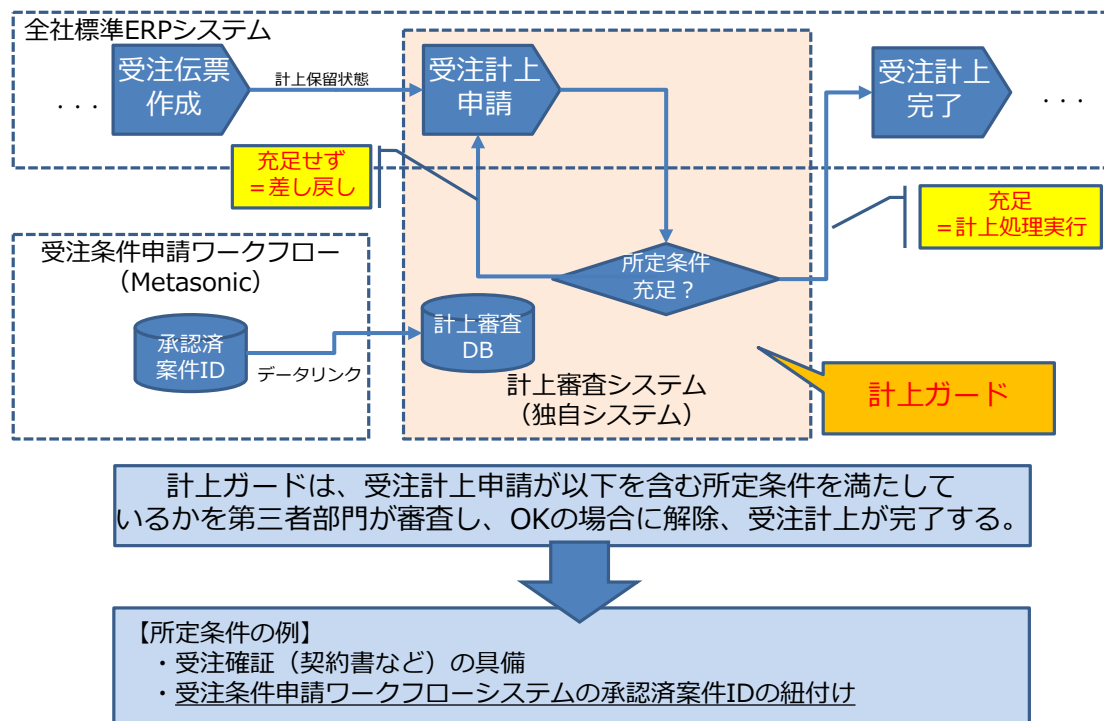 全社標準ERPシステム
・・・
受注伝票
作成
計上保留状態
受注計上
申請
受注計上
完了
・・・
充足せず
＝差し戻し
充足
＝計上処理実行
受注条件申請ワークフロー
（Metasonic）
所定条件
充足？
承認済
案件ID
データリンク
計上審査
DB
計上審査システム
（独自システム）
計上ガード
計上ガードは、受注計上申請が以下を含む所定条件を満たして
いるかを第三者部門が審査し、OKの場合に解除、受注計上が完了する。
【所定条件の例】
・受注確証（契約書など）の具備
・受注条件申請ワークフローシステムの承認済案件IDの紐付け